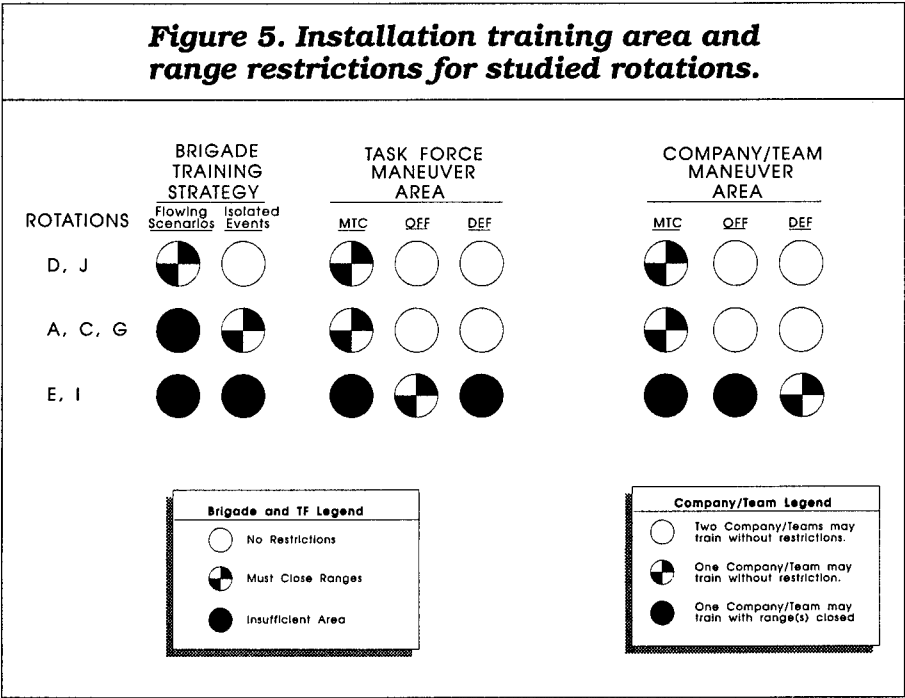 Figure 5. Installation training area and
range restrictions for studied rotations.
BRIGADE
TRAINING
STRATEGY
TASK FORCE
MANEUVER
AREA
COMPANY/TEAM
MANEUVER
AREA
ROTATIONS
Flowing
Scenarios
Isolated
Events
MTC OFF DEF
MTC OFF DEF
D, J
A, C, G
E, I
Brigade and TF Legend
No Restrictions
Must Close Ranges
Insufficient Area
Company/Team Legend
Two Company/Teams may
train without restrictions.
One Company/Team may
train without restriction.
One Company/Team may
train with range(s) closed